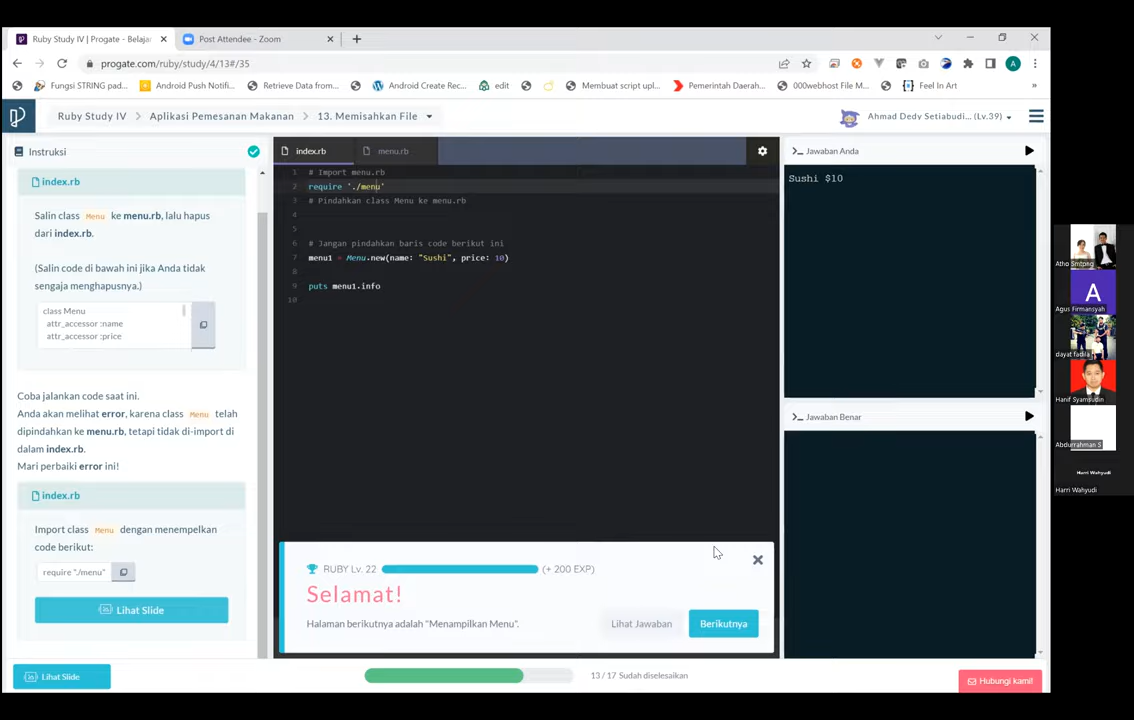 Ruby Study IV | Progate - Belaja
Post Attendee - Zoom
progate.com/ruby/study/4/13#/35
Fungsi STRING pad...
Android Push Notifi...
Retrieve Data from...
Android Create Rec...
edit
Membuat script upl...
Pemerintah Daerah...
000webhost File M...
Feel In Art
»
Ruby Study IV > Aplikasi Pemesanan Makanan > 13. Memisahkan File
Ahmad Dedy Setiabudi... (Lv.39)
Instruksi
index.rb
Salin class Menu ke menu.rb, lalu hapus
dari index.rb.
(Salin code di bawah ini jika Anda tidak
sengaja menghapusnya.)
class Menu
attr_accessor :name
attr_accessor :price
Coba jalankan code saat ini.
Anda akan melihat error, karena class Menu telah
dipindahkan ke menu.rb, tetapi tidak di-import di
dalam index.rb.
Mari perbaiki error ini!
index.rb
Import class Menu dengan menempelkan
code berikut:
require "./menu"
Lihat Slide
Lihat Slide
index.rb
menu.rb
1 # Import menu.rb
2 require './menu'
3 # Pindahkan class Menu ke menu.rb
4
5
6 # Jangan pindahkan baris code berikut ini
7 menu1 = Menu.new(name: "Sushi", price: 10)
8
9 puts menu1.info
10
RUBY Lv. 22 (+ 200 EXP)
Selamat!
Halaman berikutnya adalah "Menampilkan Menu".
Lihat Jawaban
Berikutnya
13 / 17 Sudah diselesaikan
Jawaban Anda
Sushi $10
Jawaban Benar
Hubungi kami!
A
Agus Firmansyah
dayat fadila
Hanif Syamsudin
Abdurrahman S
Harri Wahyudi
Harri Wahyudi